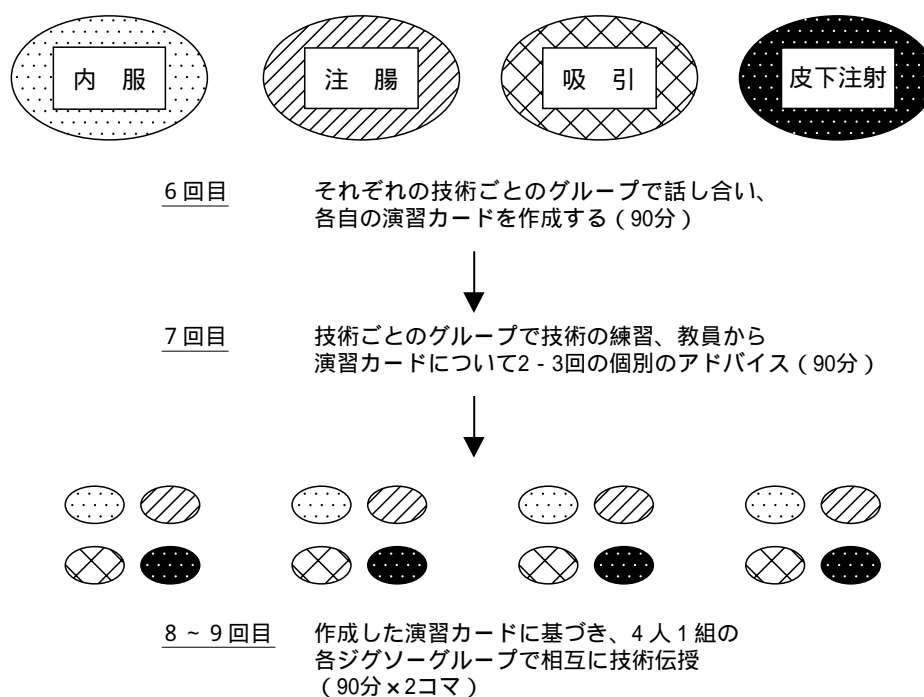 内 服
注 腸
吸 引
皮下注射
6回目 それぞれの技術ごとのグループで話し合い、
各自の演習カードを作成する(90分)
7回目 技術ごとのグループで技術の練習、教員から
演習カードについて2-3回の個別のアドバイス(90分)
8~9回目 作成した演習カードに基づき、4人1組の
各ジグソーグループで相互に技術伝授
(90分×2コマ)